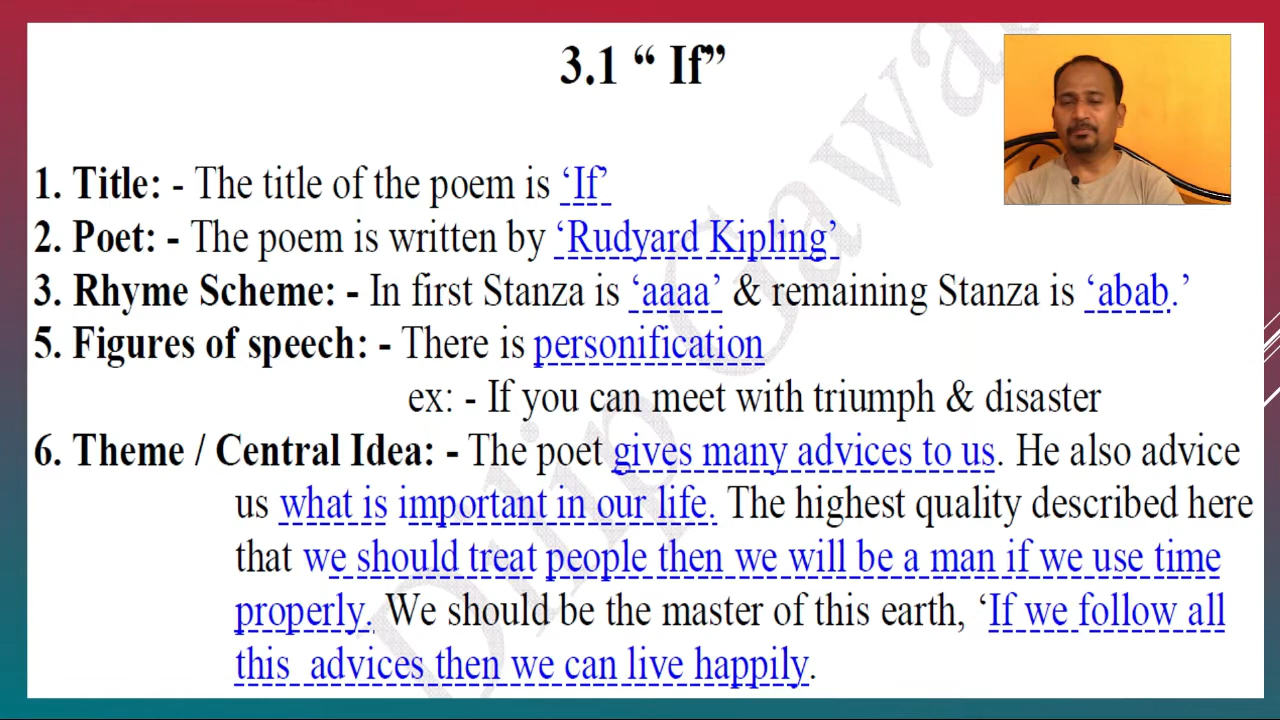 3.1 “ If”
1. Title: - The title of the poem is ‘If’
2. Poet: - The poem is written by ‘Rudyard Kipling’
3. Rhyme Scheme: - In first Stanza is ‘aaaa’ & remaining Stanza is ‘abab.’
5. Figures of speech: - There is personification
ex: - If you can meet with triumph & disaster
6. Theme / Central Idea: - The poet gives many advices to us. He also advice
us what is important in our life. The highest quality described here
that we should treat people then we will be a man if we use time
properly. We should be the master of this earth, ‘If we follow all
this advices then we can live happily.
Dilip Gawa